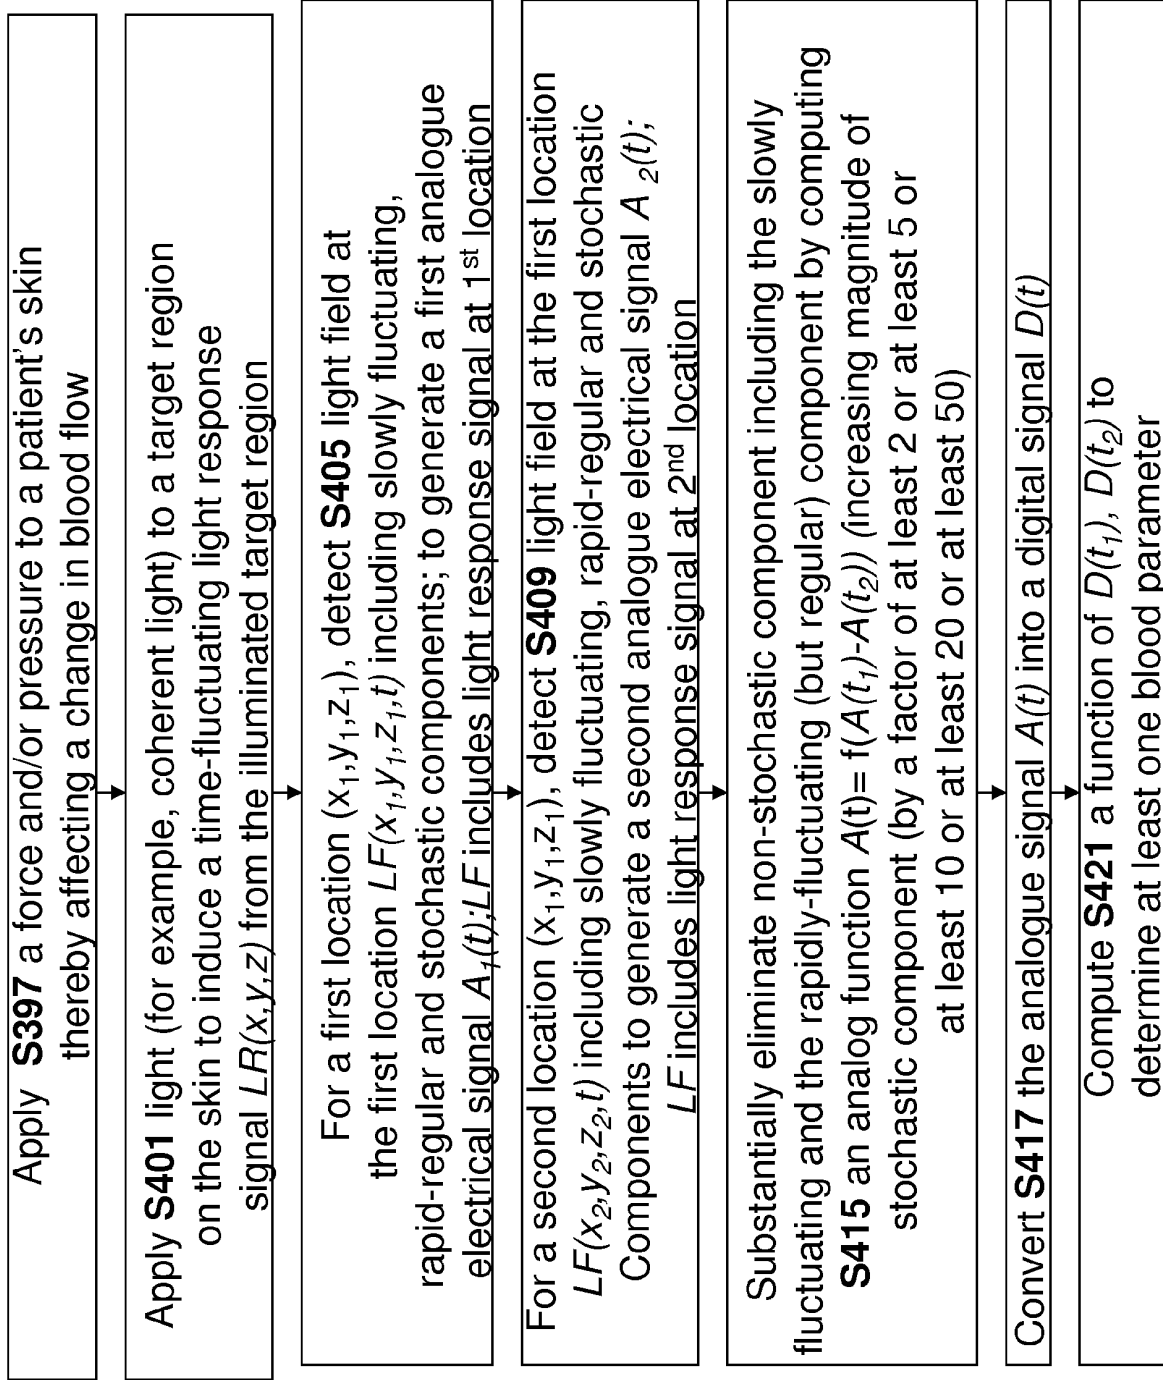 Apply S397 a force and/or pressure to a patient's skin
thereby affecting a change in blood flow
Apply S401 light (for example, coherent light) to a target region
on the skin to induce a time-fluctuating light response
signal LR(x,y,z) from the illuminated target region
For a first location (x₁,y₁,z₁), detect S405 light field at
the first location LF(x₁,y₁,z₁,t) including slowly fluctuating,
rapid-regular and stochastic components; to generate a first analogue
electrical signal A₁(t);LF includes light response signal at 1ˢᵗ location
For a second location (x₁,y₁,z₁), detect S409 light field at the first location
LF(x₂,y₂,z₂,t) including slowly fluctuating, rapid-regular and stochastic
Components to generate a second analogue electrical signal A ₂(t);
LF includes light response signal at 2ⁿᵈ location
Substantially eliminate non-stochastic component including the slowly
fluctuating and the rapidly-fluctuating (but regular) component by computing
S415 an analog function A(t)= f(A(t₁)-A(t₂)) (increasing magnitude of
stochastic component (by a factor of at least 2 or at least 5 or
at least 10 or at least 20 or at least 50)
Convert S417 the analogue signal A(t) into a digital signal D(t)
Compute S421 a function of D(t₁), D(t₂) to
determine at least one blood parameter